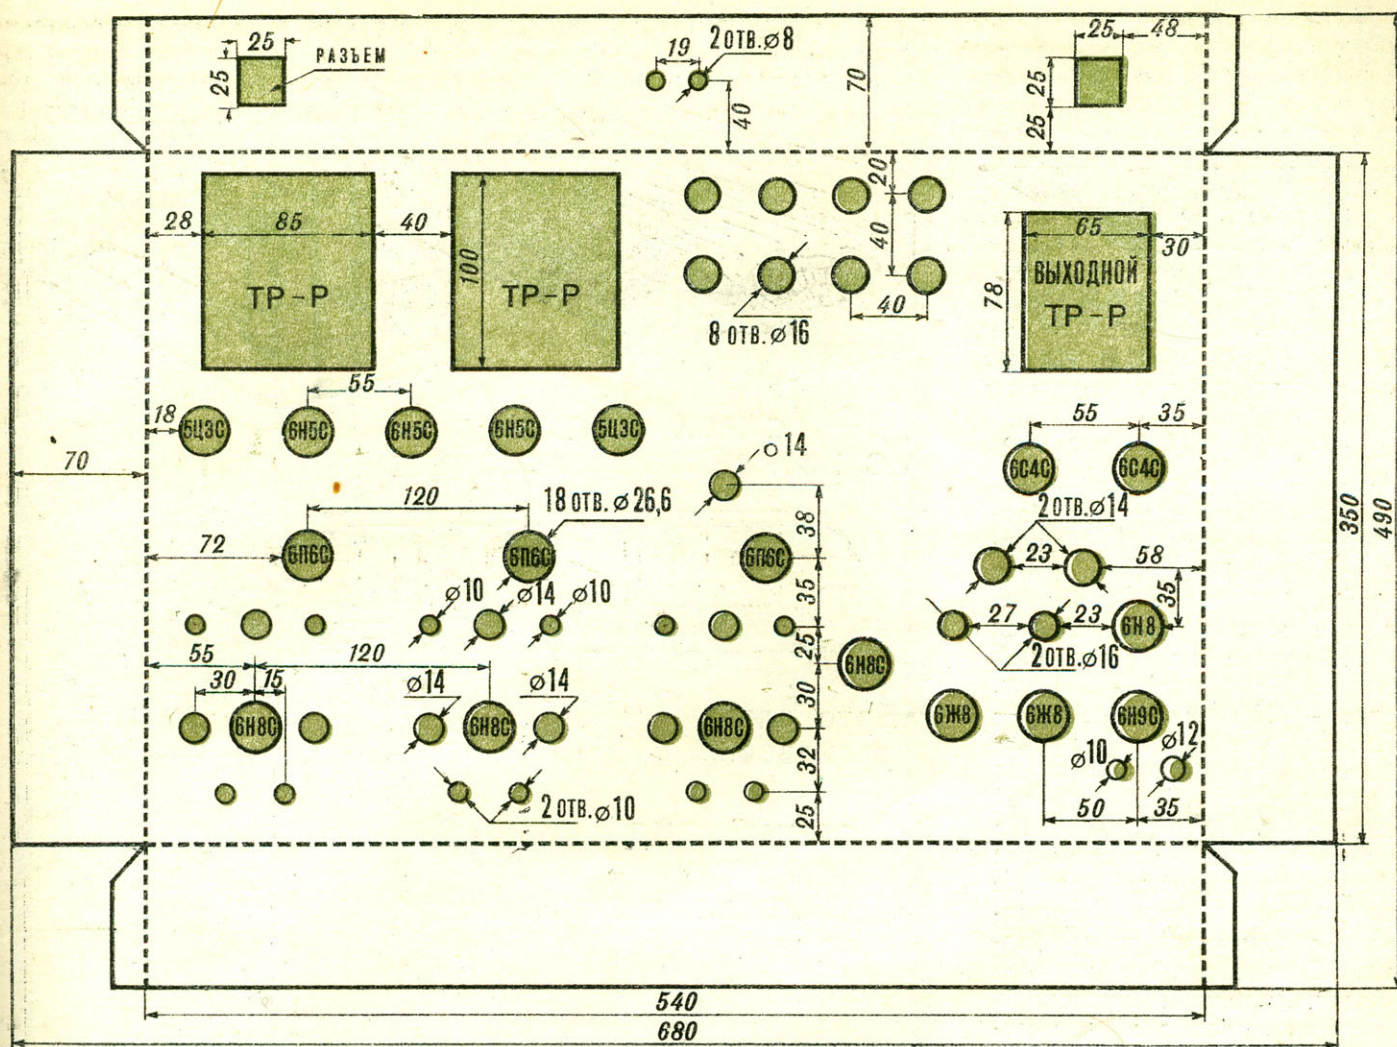 25
РАЗЪЕМ
25
19
2 ОТВ. ⌀8
40
70
25
48
25
25
28
85
40
100
ТР-Р
ТР-Р
20
40
40
8 ОТВ. ⌀16
65
30
78
ВЫХОДНОЙ
ТР-Р
55
18
5Ц3С
6Н5С
6Н5С
6Н5С
5Ц3С
○14
55
35
6С4С
6С4С
70
350
490
120
18 ОТВ. ⌀26,6
38
2 ОТВ. ⌀14
72
6П6С
6П6С
6П6С
23
58
35
35
⌀10
⌀14
⌀10
27
23
6Н8
25
6Н8С
2 ОТВ. ⌀16
55
120
30
15
⌀14
⌀14
30
6Н8С
6Н8С
6Н8С
6Ж8
6Ж8
6Н9С
32
⌀10
⌀12
2 ОТВ. ⌀10
25
50
35
540
680